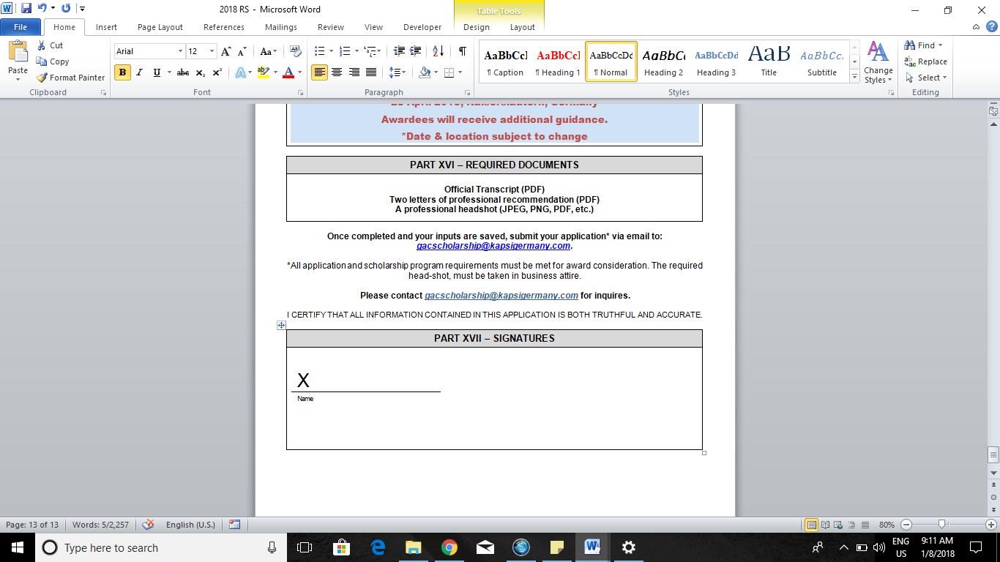 2018 RS - Microsoft Word
Table Tools
File Home Insert Page Layout References Mailings Review View Developer Design Layout
Cut
Copy
Format Painter
Paste
Clipboard
Arial 12
Font
Paragraph
AaBbCcI AaBbCcI AaBbCcDd AaBbCc AaBbCcDd AaB AaBbCc
¶ Caption ¶ Heading 1 ¶ Normal Heading 2 Heading 3 Title Subtitle
Styles
Change
Styles
Find
Replace
Select
Editing
Awardees will receive additional guidance.
*Date & location subject to change
PART XVI – REQUIRED DOCUMENTS
Official Transcript (PDF)
Two letters of professional recommendation (PDF)
A professional headshot (JPEG, PNG, PDF, etc.)
Once completed and your inputs are saved, submit your application* via email to:
gacscholarship@kapsigermany.com.
*All application and scholarship program requirements must be met for award consideration. The required
head-shot, must be taken in business attire.
Please contact gacscholarship@kapsigermany.com for inquires.
I CERTIFY THAT ALL INFORMATION CONTAINED IN THIS APPLICATION IS BOTH TRUTHFUL AND ACCURATE.
PART XVII – SIGNATURES
X
Name
Page: 13 of 13 Words: 5/2,257 English (U.S.) 80%
Type here to search
ENG
US
9:11 AM
1/8/2018